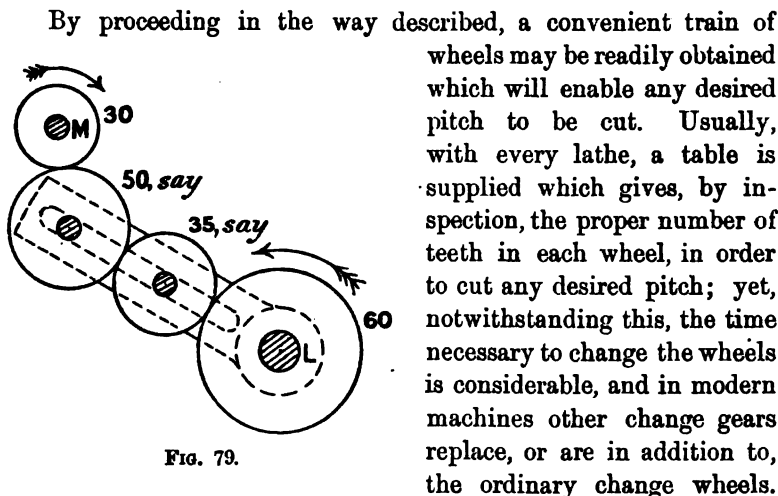 By proceeding in the way described, a convenient train of
wheels may be readily obtained
which will enable any desired
pitch to be cut. Usually,
with every lathe, a table is
supplied which gives, by in-
spection, the proper number of
teeth in each wheel, in order
to cut any desired pitch; yet,
notwithstanding this, the time
necessary to change the wheels
is considerable, and in modern
machines other change gears
replace, or are in addition to,
the ordinary change wheels.
M
30
50, say
35, say
60
L
FIG. 79.